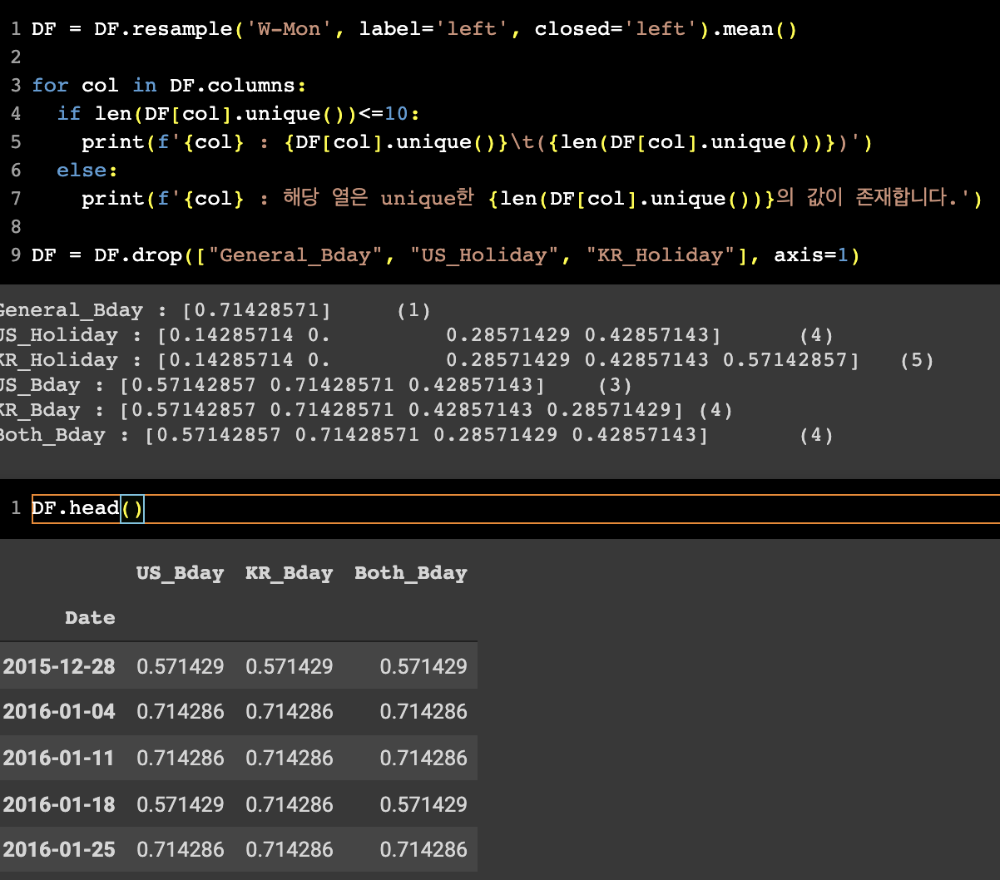 1 DF = DF.resample('W-Mon', label='left', closed='left').mean()
2
3 for col in DF.columns:
4   if len(DF[col].unique())<=10:
5     print(f'{col} : {DF[col].unique()}\t({len(DF[col].unique())})')
6   else:
7     print(f'{col} : 해당 열은 unique한 {len(DF[col].unique())}의 값이 존재합니다.')
8
9 DF = DF.drop(["General_Bday", "US_Holiday", "KR_Holiday"], axis=1)
General_Bday : [0.71428571]     (1)
US_Holiday : [0.14285714 0.         0.28571429 0.42857143]      (4)
KR_Holiday : [0.14285714 0.         0.28571429 0.42857143 0.57142857]   (5)
US_Bday : [0.57142857 0.71428571 0.42857143]    (3)
KR_Bday : [0.57142857 0.71428571 0.42857143 0.28571429] (4)
Both_Bday : [0.57142857 0.71428571 0.28571429 0.42857143]       (4)
1 DF.head()
US_Bday KR_Bday Both_Bday
Date
2015-12-28 0.571429 0.571429 0.571429
2016-01-04 0.714286 0.714286 0.714286
2016-01-11 0.714286 0.714286 0.714286
2016-01-18 0.571429 0.714286 0.571429
2016-01-25 0.714286 0.714286 0.714286